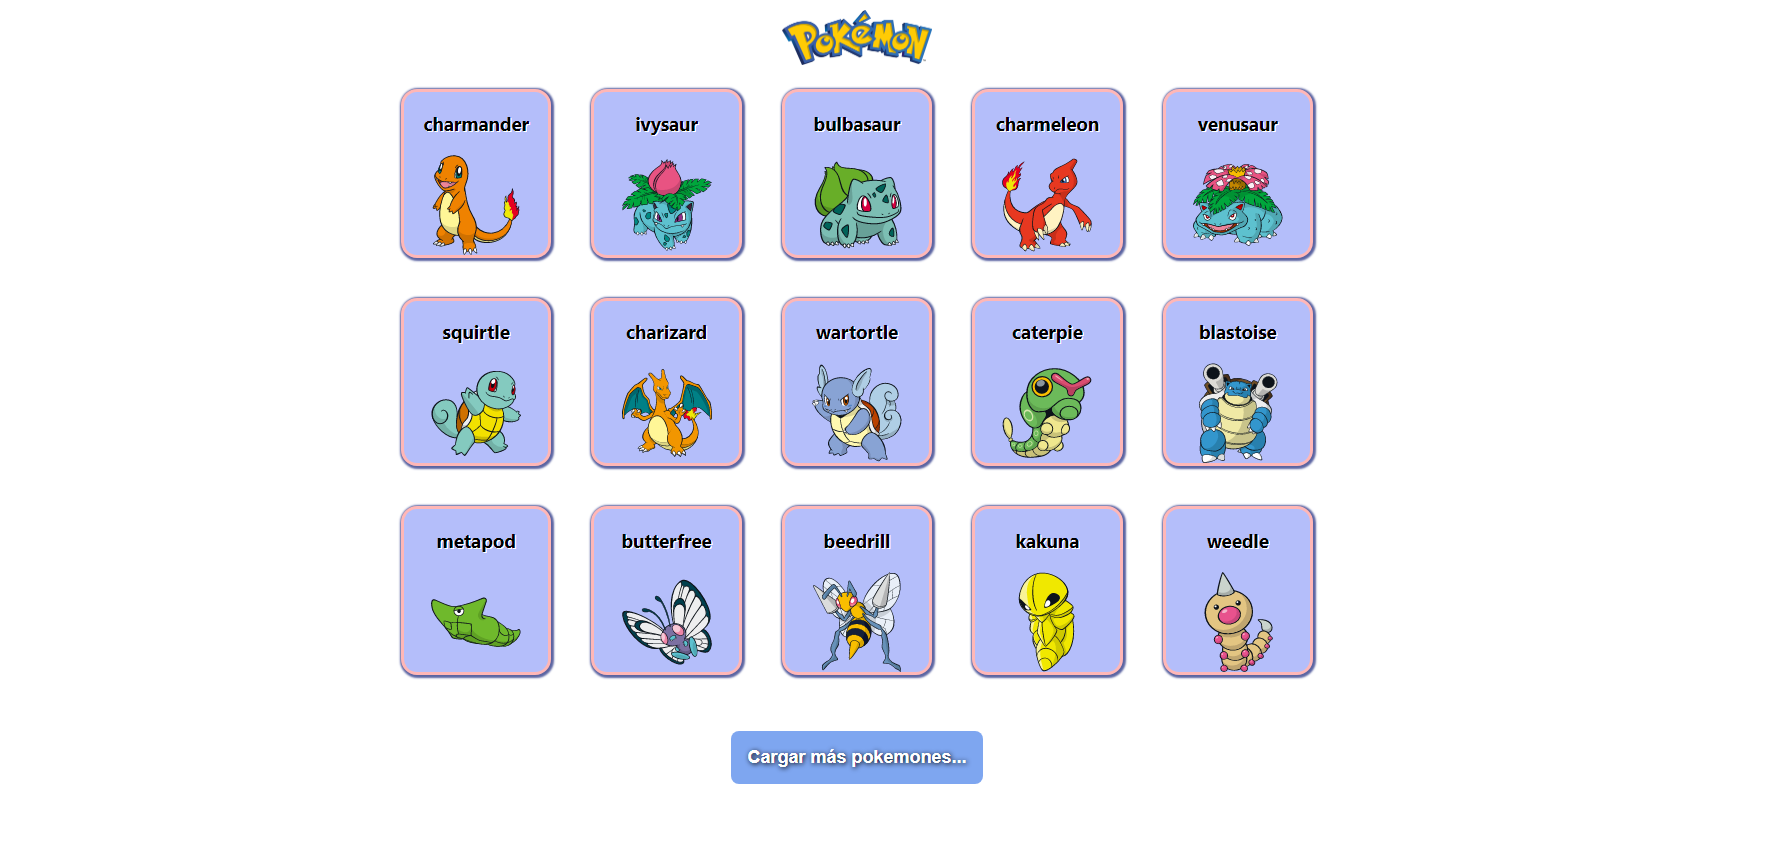 Pokémon
charmander
ivysaur
bulbasaur
charmeleon
venusaur
squirtle
charizard
wartortle
caterpie
blastoise
metapod
butterfree
beedrill
kakuna
weedle
Cargar más pokemones...